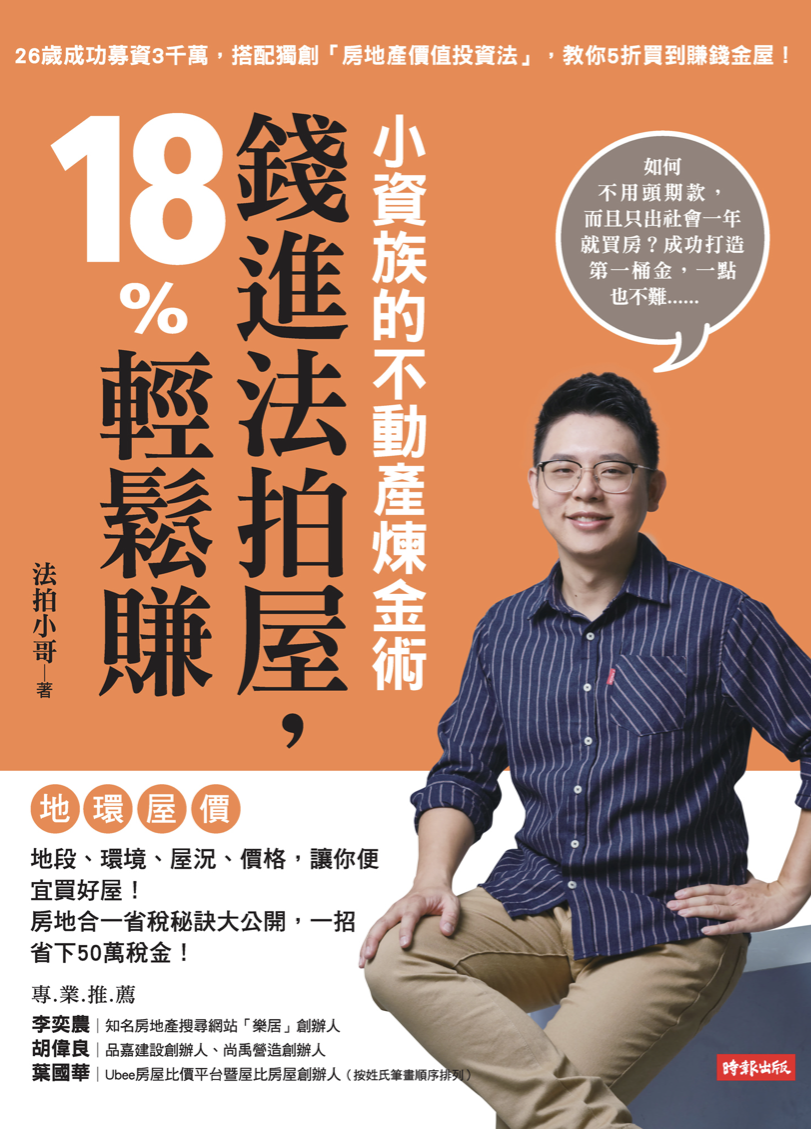 26歲成功募資3千萬，搭配獨創「房地產價值投資法」，教你5折買到賺錢金屋！
小資族的不動產煉金術
錢進法拍屋，
18%輕鬆賺
法拍小哥—著
如何
不用頭期款，
而且只出社會一年
就買房？成功打造
第一桶金，一點
也不難......
地環屋價
地段、環境、屋況、價格，讓你便
宜買好屋！
房地合一省稅秘訣大公開，一招
省下50萬稅金！
專.業.推.薦
李奕農｜知名房地產搜尋網站「樂居」創辦人
胡偉良｜品嘉建設創辦人、尚禹營造創辦人
葉國華｜Ubee房屋比價平台暨屋比房屋創辦人（按姓氏筆畫順序排列）
時報出版